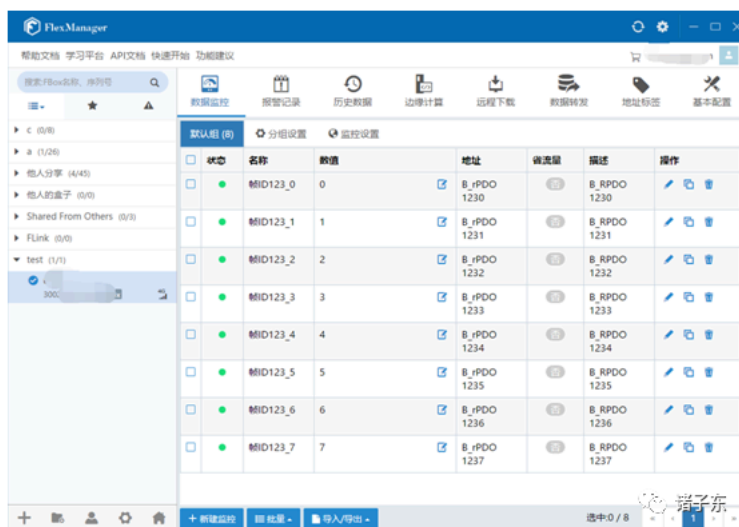 FlexManager
帮助文档 学习平台 API文档 快速开始 功能建议
搜索:FBox名称、序列号
数据监控 报警记录 历史数据 边缘计算 远程下载 数据转发 地址标签 基本配置
默认组 (8) 分组设置 监控设置
c (0/8)
a (1/26)
他人分享 (4/45)
他人的盒子 (0/0)
Shared From Others (0/3)
FLink (0/0)
test (1/1)
状态 名称 数值 地址 省流量 描述 操作
帧ID123_0 0 B_rPDO 否 B_RPDO
1230 1230
帧ID123_1 1 B_rPDO 否 B_RPDO
1231 1231
帧ID123_2 2 B_rPDO 否 B_RPDO
1232 1232
帧ID123_3 3 B_rPDO 否 B_RPDO
1233 1233
帧ID123_4 4 B_rPDO 否 B_RPDO
1234 1234
帧ID123_5 5 B_rPDO 否 B_RPDO
1235 1235
帧ID123_6 6 B_rPDO 否 B_RPDO
1236 1236
帧ID123_7 7 B_rPDO 否 B_RPDO
1237 1237
+ 新建监控 批量 导入/导出 选中:0 / 8 1
诸子东